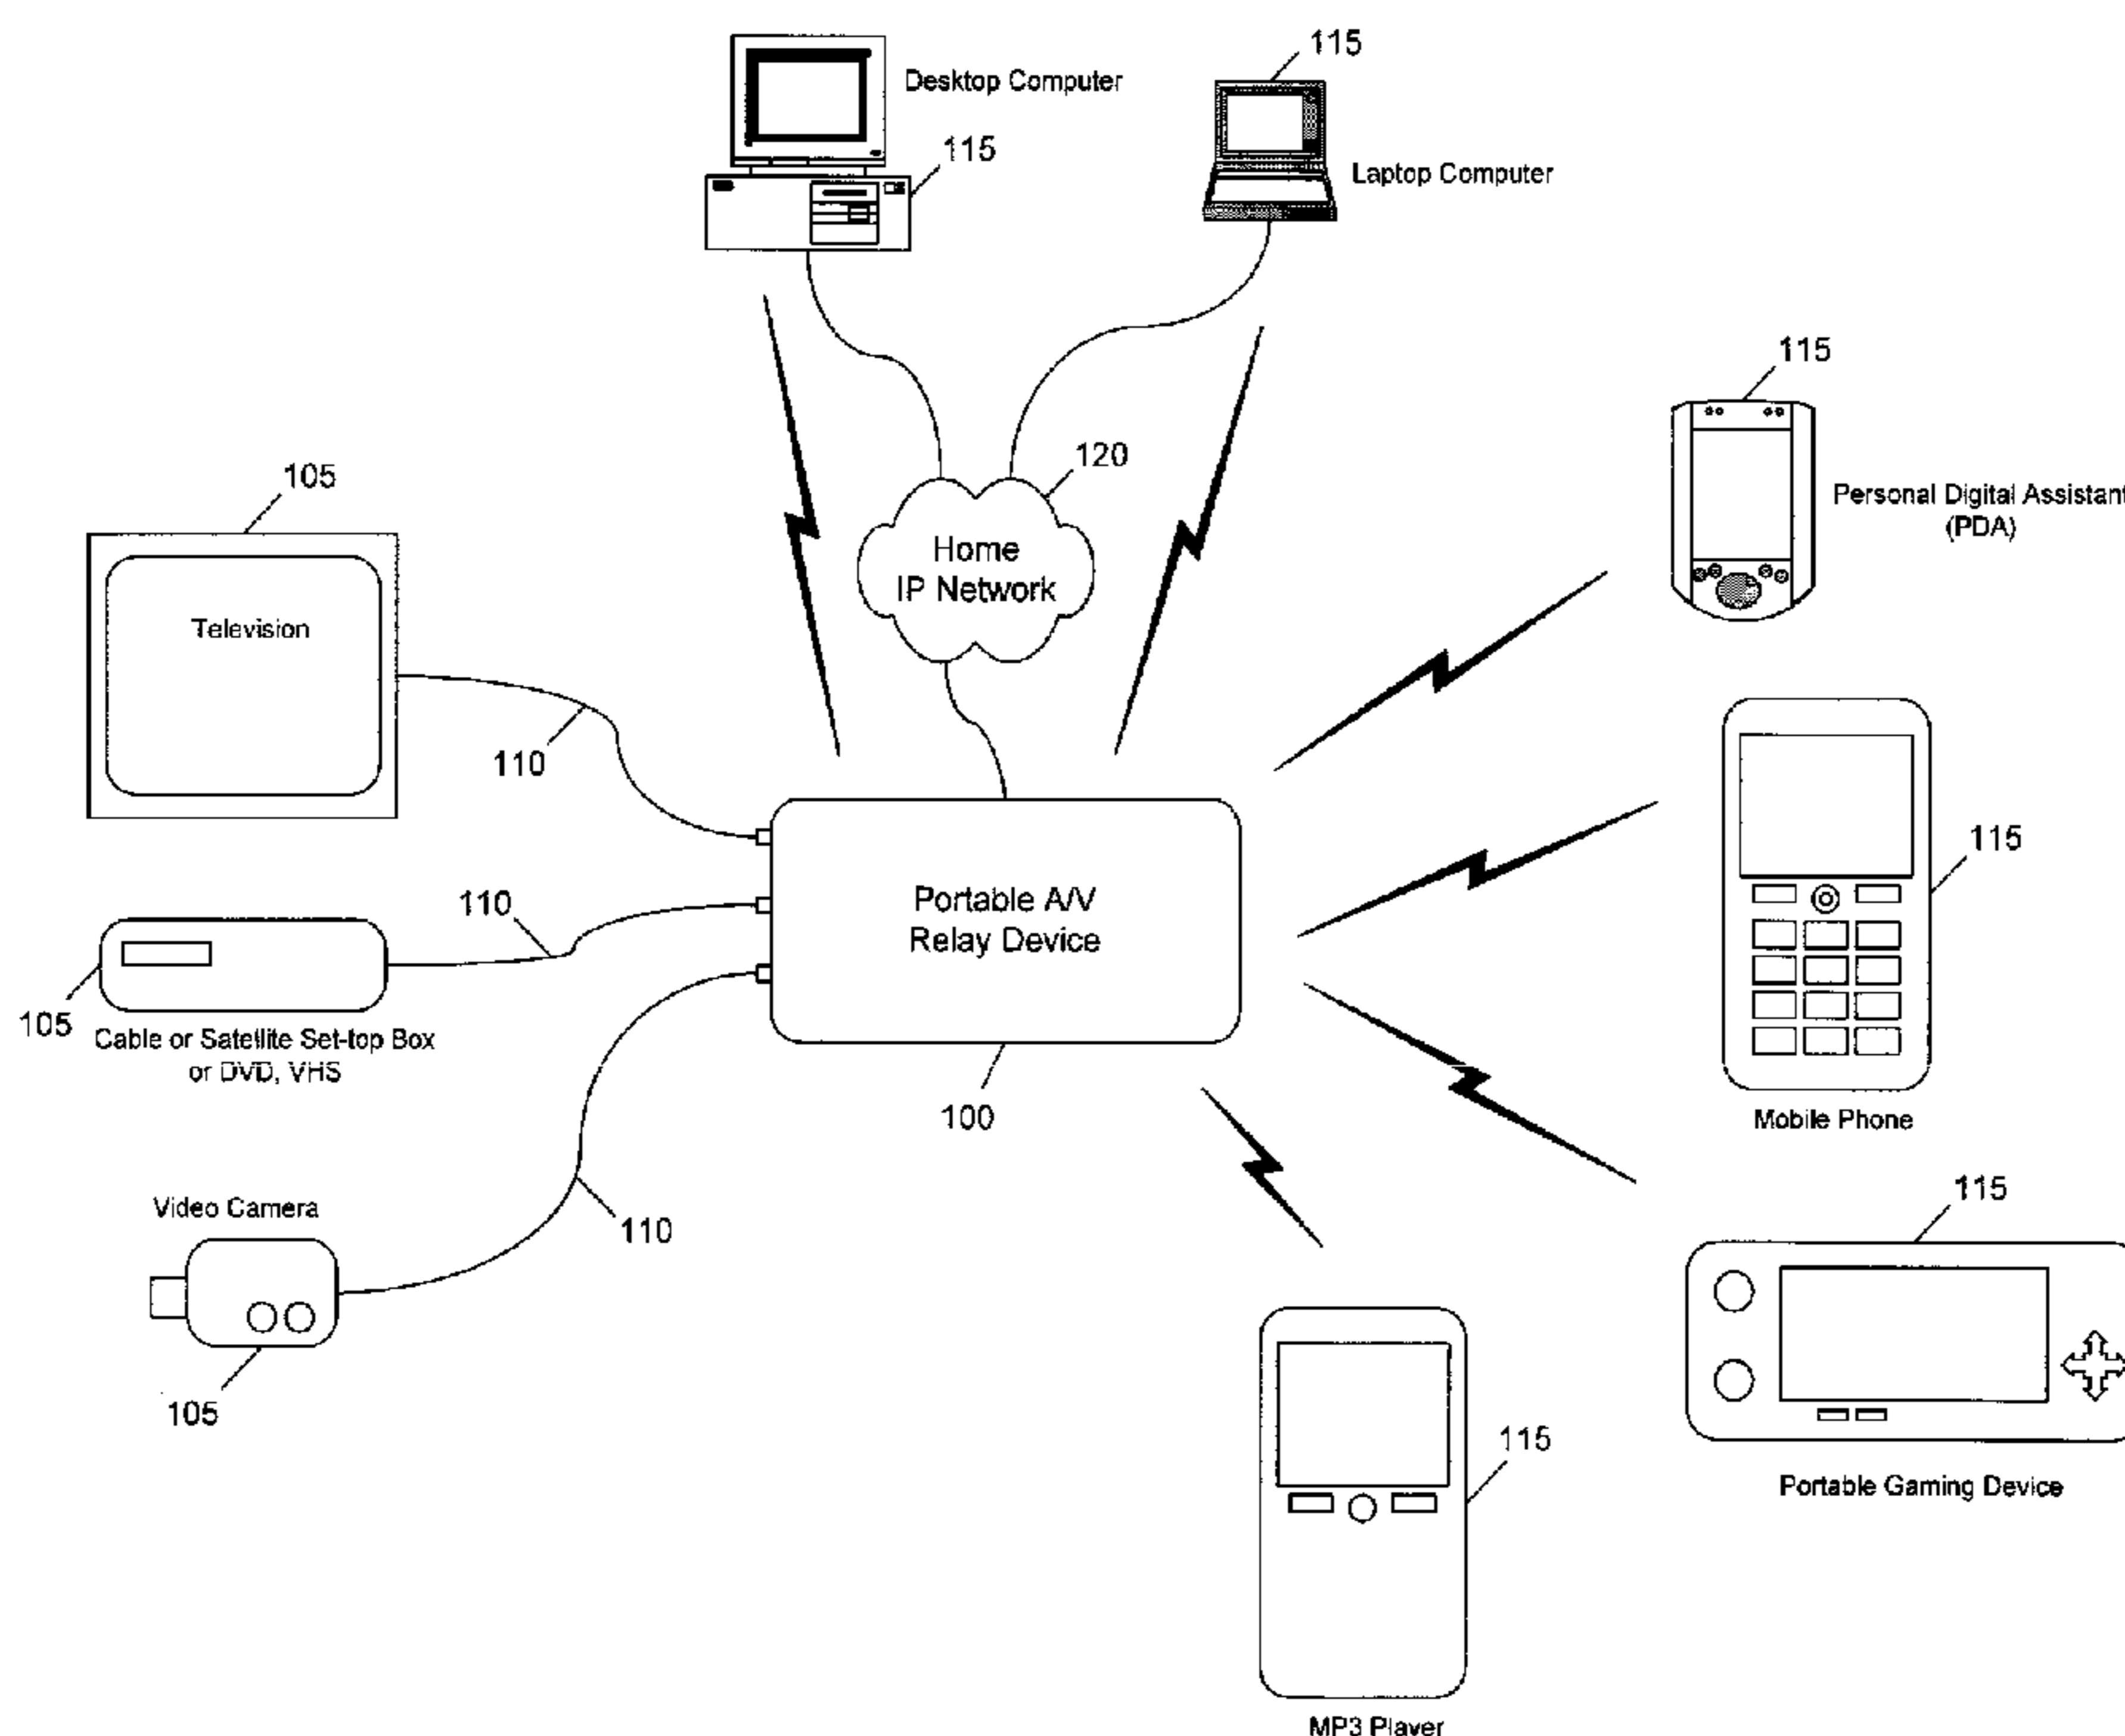 115
Desktop Computer
115
Laptop Computer
115
120
105
Personal Digital Assistant
(PDA)
Home
IP Network
Television
110
115
110
Portable A/V
Relay Device
105
Cable or Satellite Set-top Box
or DVD, VHS
100
Mobile Phone
Video Camera
110
115
105
115
Portable Gaming Device
MP3 Player